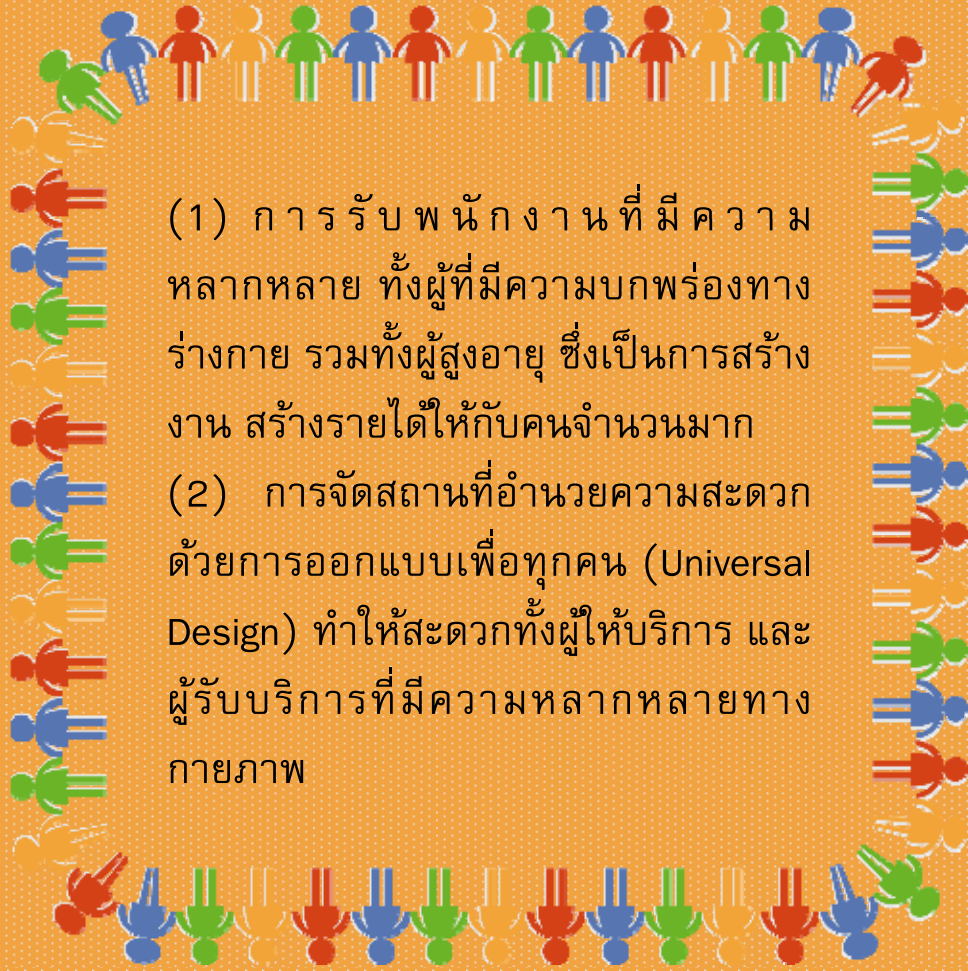 (1) การรับพนักงานที่มีความ
หลากหลาย ทั้งผู้ที่มีความบกพร่องทาง
ร่างกาย รวมทั้งผู้สูงอายุ ซึ่งเป็นการสร้าง
งาน สร้างรายได้ให้กับคนจำนวนมาก
(2) การจัดสถานที่อำนวยความสะดวก
ด้วยการออกแบบเพื่อทุกคน (Universal
Design) ทำให้สะดวกทั้งผู้ให้บริการ และ
ผู้รับบริการที่มีความหลากหลายทาง
กายภาพ